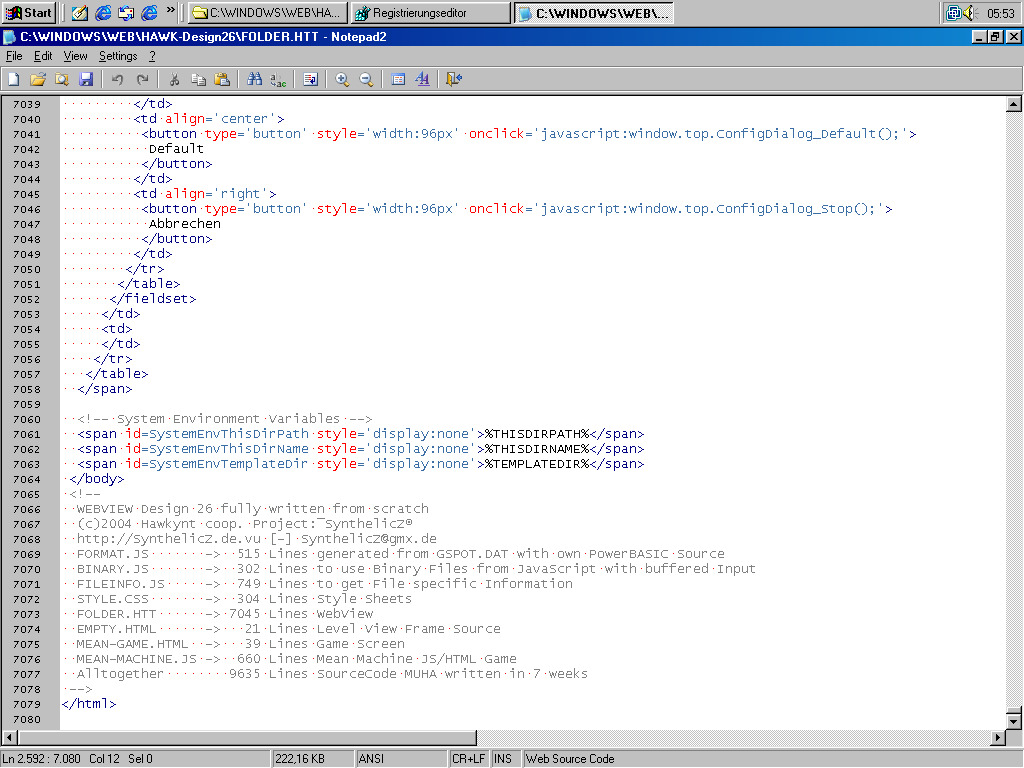 Start » C:\WINDOWS\WEB\HA... Registrierungseditor C:\WINDOWS\WEB\... 05:53
C:\WINDOWS\WEB\HAWK-Design26\FOLDER.HTT - Notepad2
File Edit View Settings ?
7039 </td>
7040 <td align='center'>
7041 <button type='button' style='width:96px' onclick='javascript:window.top.ConfigDialog_Default();'>
7042 Default
7043 </button>
7044 </td>
7045 <td align='right'>
7046 <button type='button' style='width:96px' onclick='javascript:window.top.ConfigDialog_Stop();'>
7047 Abbrechen
7048 </button>
7049 </td>
7050 </tr>
7051 </table>
7052 </fieldset>
7053 </td>
7054 <td>
7055 </td>
7056 </tr>
7057 </table>
7058 </span>
7059
7060 <!-- System Environment Variables -->
7061 <span id=SystemEnvThisDirPath style='display:none'>%THISDIRPATH%</span>
7062 <span id=SystemEnvThisDirName style='display:none'>%THISDIRNAME%</span>
7063 <span id=SystemEnvTemplateDir style='display:none'>%TEMPLATEDIR%</span>
7064 </body>
7065 <!--
7066 WEBVIEW Design 26 fully written from scratch
7067 (c)2004 Hawkynt coop. Project:¯SynthelicZ®
7068 http://SynthelicZ.de.vu [-] SynthelicZ@gmx.de
7069 FORMAT.JS -> 515 Lines generated from GSPOT.DAT with own PowerBASIC Source
7070 BINARY.JS -> 302 Lines to use Binary Files from JavaScript with buffered Input
7071 FILEINFO.JS -> 749 Lines to get File specific Information
7072 STYLE.CSS -> 304 Lines Style Sheets
7073 FOLDER.HTT -> 7045 Lines WebView
7074 EMPTY.HTML -> 21 Lines Level View Frame Source
7075 MEAN-GAME.HTML -> 39 Lines Game Screen
7076 MEAN-MACHINE.JS -> 660 Lines Mean Machine JS/HTML Game
7077 Alltogether 9635 Lines SourceCode MUHA written in 7 weeks
7078 -->
7079 </html>
7080
Ln 2.592 : 7.080 Col 12 Sel 0 222,16 KB ANSI CR+LF INS Web Source Code